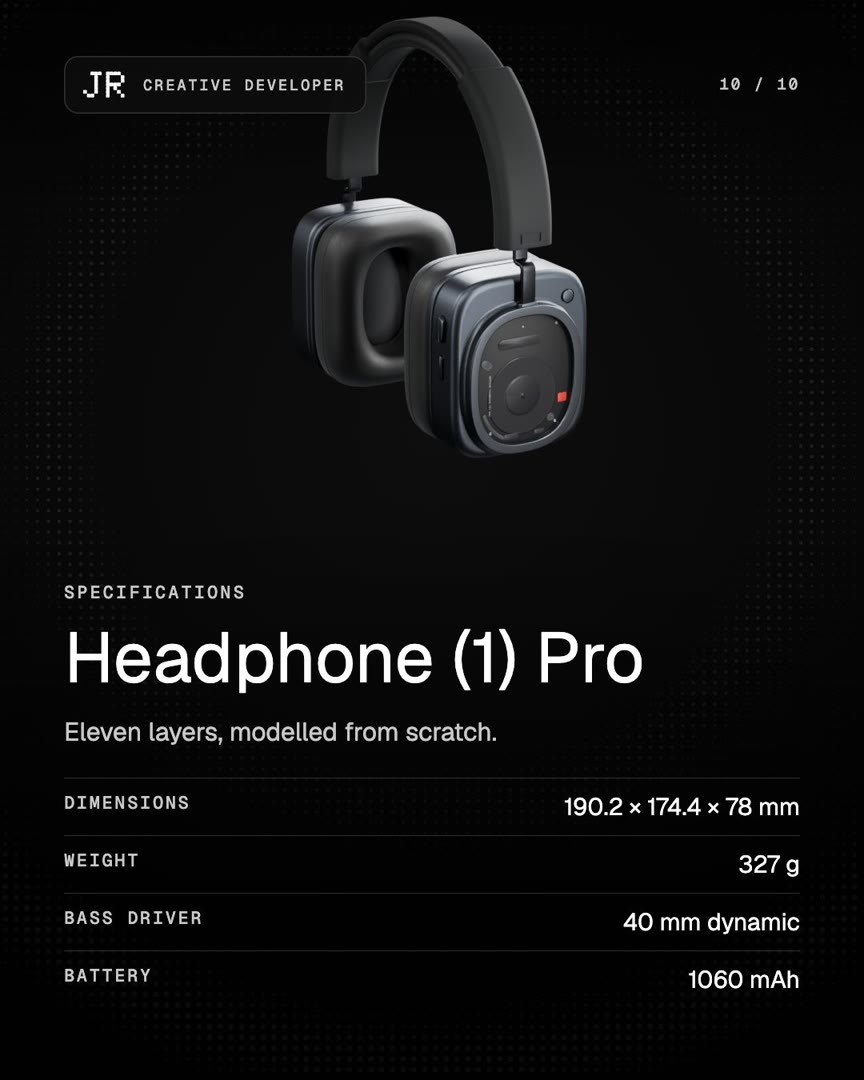 JR CREATIVE DEVELOPER
10 / 10
SPECIFICATIONS
Headphone (1) Pro
Eleven layers, modelled from scratch.
DIMENSIONS 190.2 × 174.4 × 78 mm
WEIGHT 327 g
BASS DRIVER 40 mm dynamic
BATTERY 1060 mAh